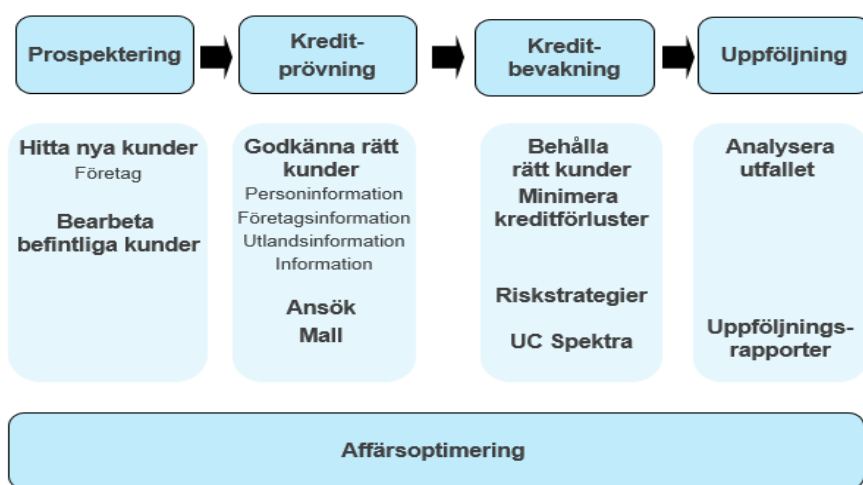 Prospektering
Kredit-
prövning
Kredit-
bevakning
Uppföljning
Hitta nya kunder
Företag
Bearbeta
befintliga kunder
Godkänna rätt
kunder
Personinformation
Företagsinformation
Utlandsinformation
Information
Ansök
Mall
Behålla
rätt kunder
Minimera
kreditförluster
Riskstrategier
UC Spektra
Analysera
utfallet
Uppföljnings-
rapporter
Affärsoptimering